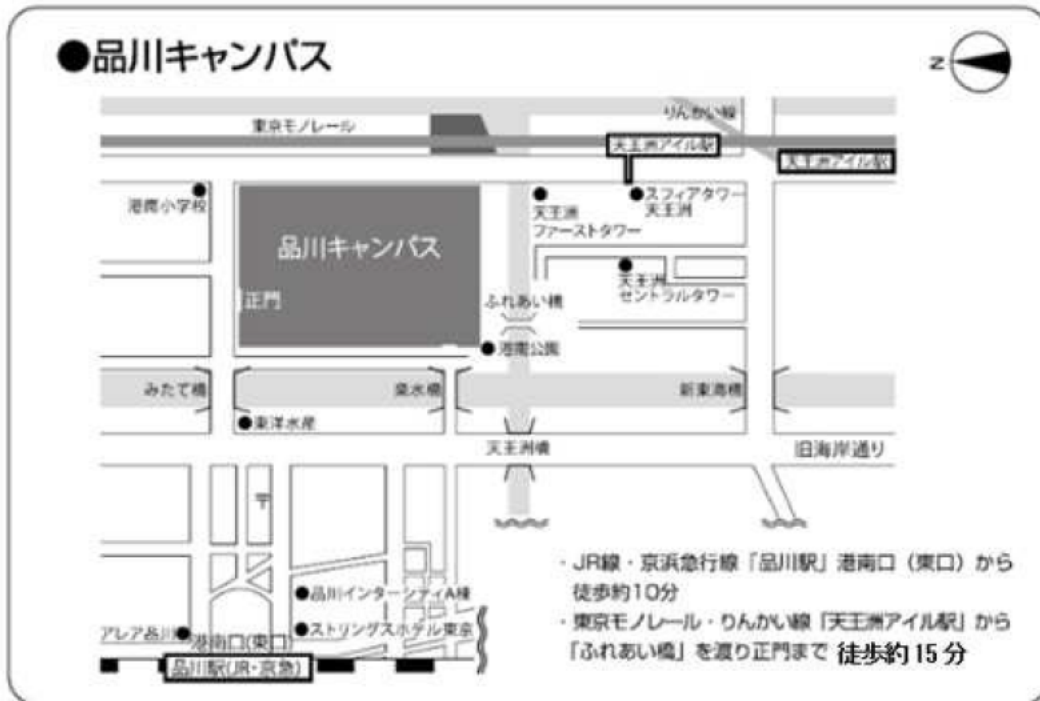 ●品川キャンパス
N
りんかい線
東京モノレール
天王洲アイル駅
天王洲アイル駅
港南小学校
スフィアタワー
天王洲
天王洲
ファーストタワー
品川キャンパス
天王洲
セントラルタワー
正門
ふれあい橋
港南公園
みたて橋
楽水橋
新東海橋
東洋水産
天王洲橋
旧海岸通り
〒
・JR線・京浜急行線「品川駅」港南口（東口）から
徒歩約10分
品川インターシティA棟
・東京モノレール・りんかい線「天王洲アイル駅」から
アレア品川
ストリングスホテル東京
港南口(東口)
「ふれあい橋」を渡り正門まで 徒歩約15分
品川駅(JR・京急)